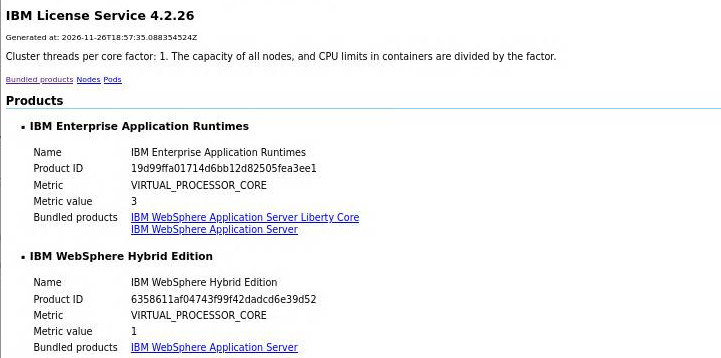 IBM License Service 4.2.26
Generated at: 2026-11-26T18:57:35.088354524Z
Cluster threads per core factor: 1. The capacity of all nodes, and CPU limits in containers are divided by the factor.
Bundled products Nodes Pods
Products
▪ IBM Enterprise Application Runtimes
Name IBM Enterprise Application Runtimes
Product ID 19d99ffa01714d6bb12d82505fea3ee1
Metric VIRTUAL_PROCESSOR_CORE
Metric value 3
Bundled products IBM WebSphere Application Server Liberty Core
IBM WebSphere Application Server
▪ IBM WebSphere Hybrid Edition
Name IBM WebSphere Hybrid Edition
Product ID 6358611af04743f99f42dadcd6e39d52
Metric VIRTUAL_PROCESSOR_CORE
Metric value 1
Bundled products IBM WebSphere Application Server